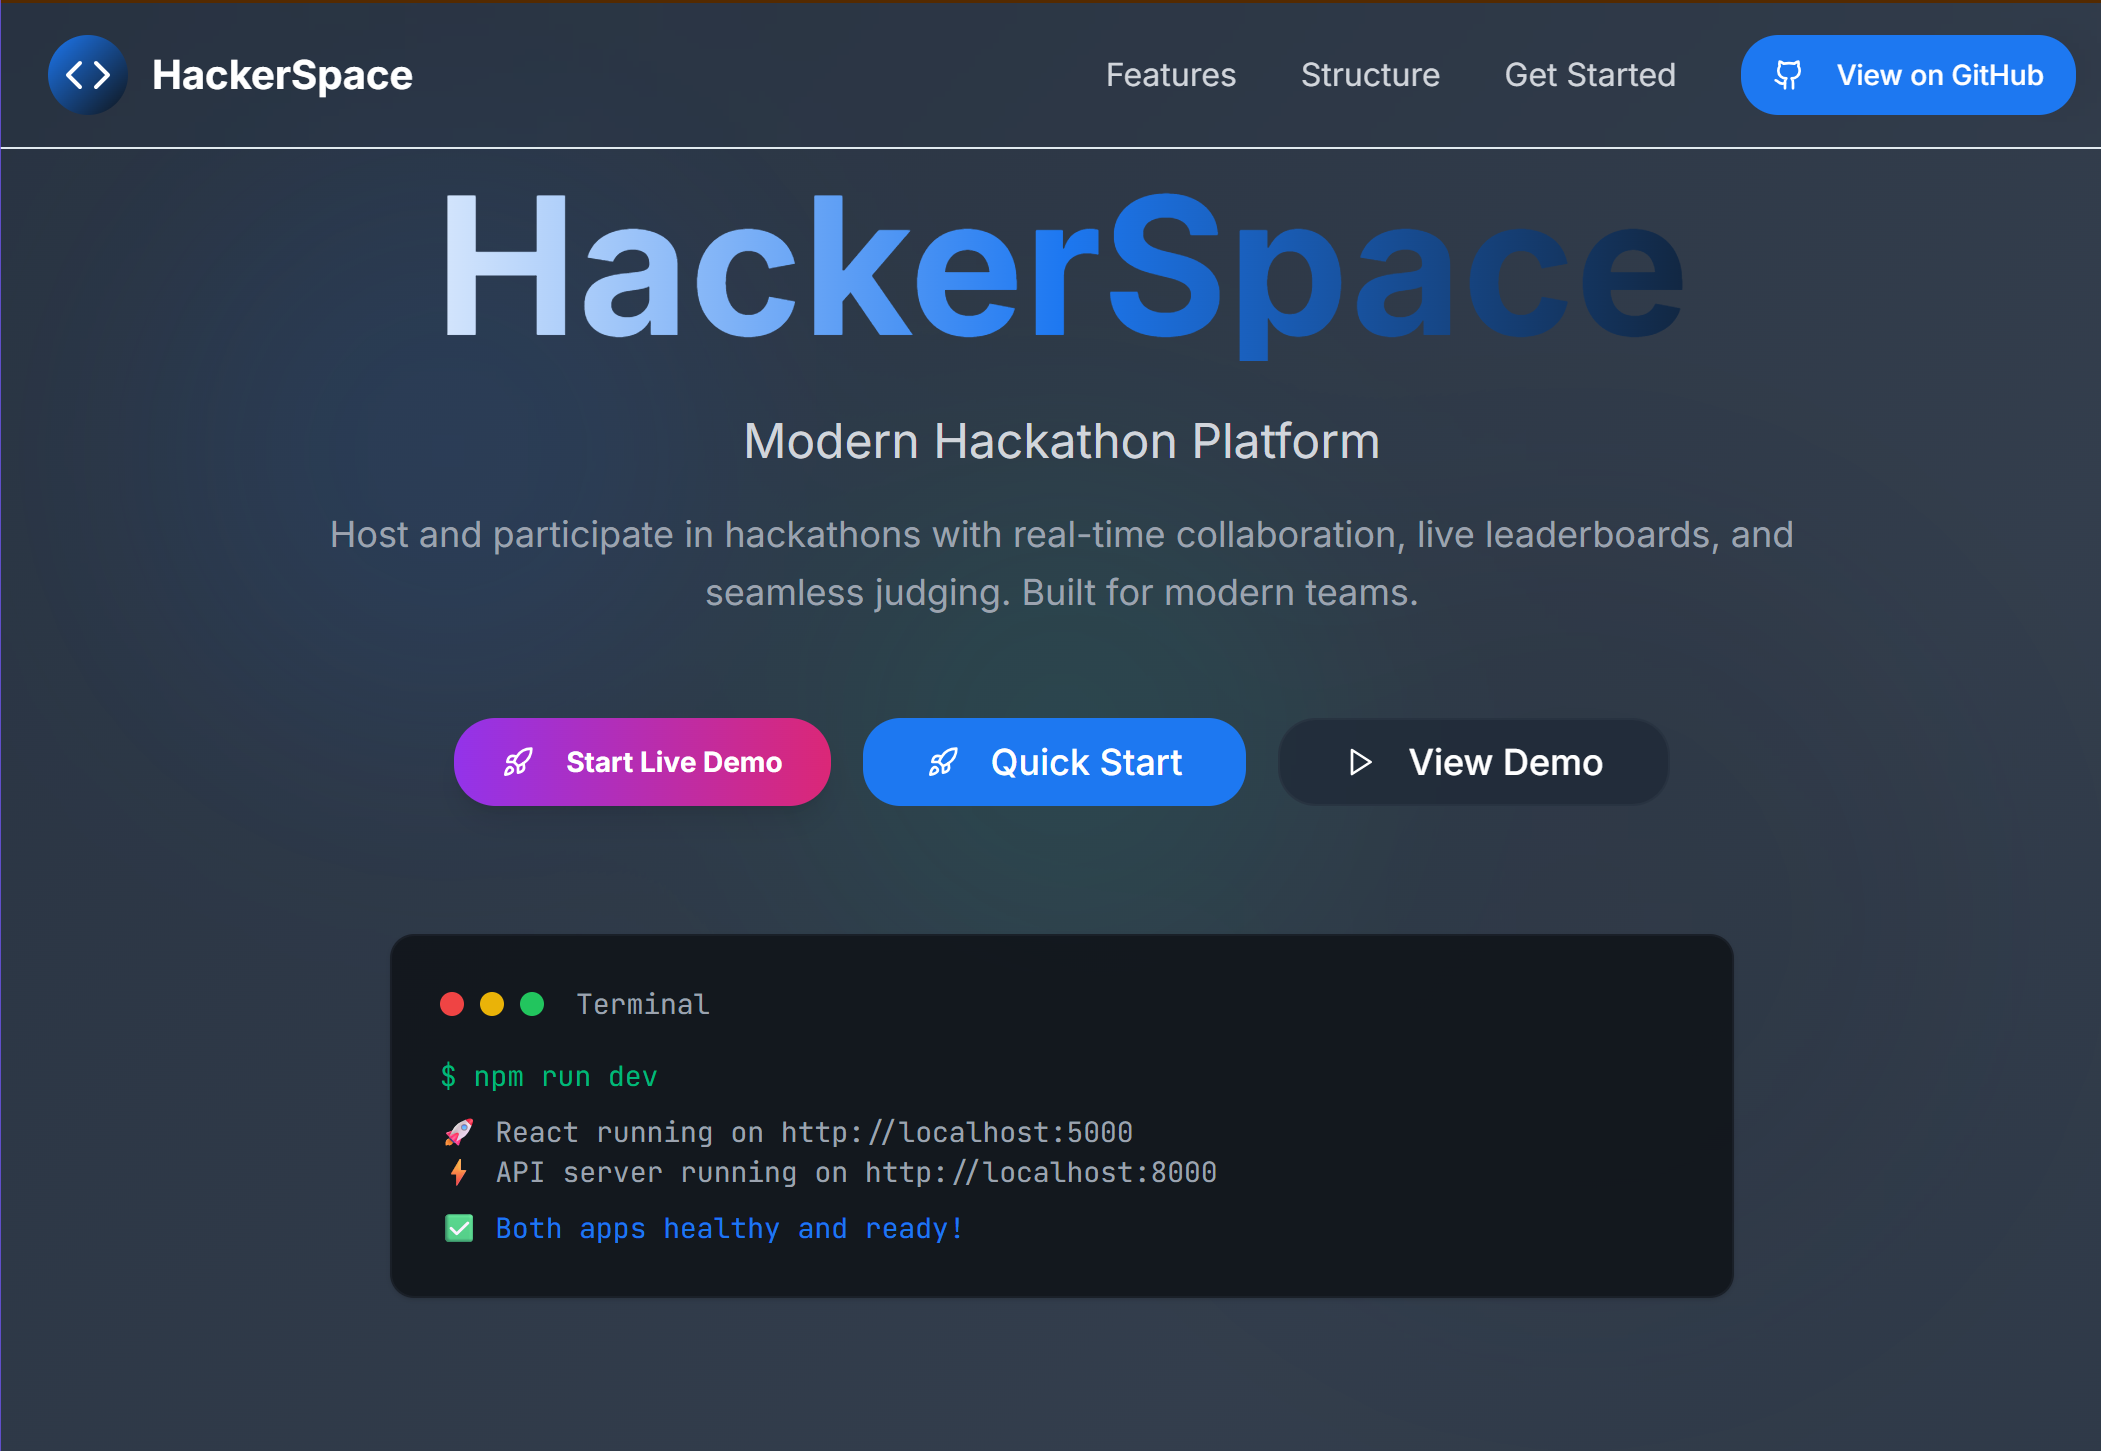 HackerSpace
Features
Structure
Get Started
View on GitHub
HackerSpace
Modern Hackathon Platform
Host and participate in hackathons with real-time collaboration, live leaderboards, and
seamless judging. Built for modern teams.
Start Live Demo
Quick Start
View Demo
Terminal
$ npm run dev
🚀 React running on http://localhost:5000
⚡ API server running on http://localhost:8000
✅ Both apps healthy and ready!